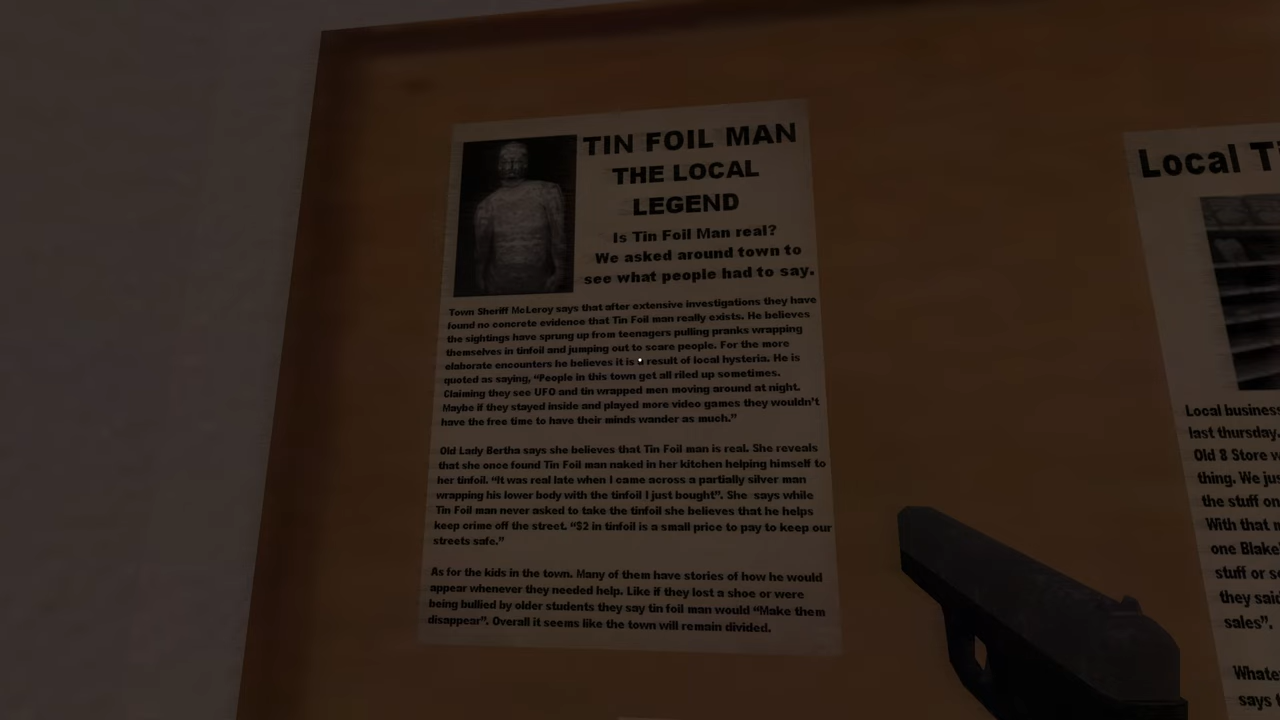 TIN FOIL MAN
THE LOCAL
LEGEND
Is Tin Foil Man real?
We asked around town to
see what people had to say.
Town Sheriff McLeroy says that after extensive investigations they have
found no concrete evidence that Tin Foil man really exists. He believes
the sightings have sprung up from teenagers pulling pranks wrapping
themselves in tinfoil and jumping out to scare people. For the more
elaborate encounters he believes it is a result of local hysteria. He is
quoted as saying, “People in this town get all riled up sometimes.
Claiming they see UFO and tin wrapped men moving around at night.
Maybe if they stayed inside and played more video games they wouldn’t
have the free time to have their minds wander as much.”
Old Lady Bertha says she believes that Tin Foil man is real. She reveals
that she once found Tin Foil man naked in her kitchen helping himself to
her tinfoil. “It was real late when I came across a partially silver man
wrapping his lower body with the tinfoil I just bought”. She says while
Tin Foil man never asked to take the tinfoil she believes that he helps
keep crime off the street. “$2 in tinfoil is a small price to pay to keep our
streets safe.”
As for the kids in the town. Many of them have stories of how he would
appear whenever they needed help. Like if they lost a shoe or were
being bullied by older students they say tin foil man would “Make them
disappear”. Overall it seems like the town will remain divided.
Local
Local
last thursday.
Old 8 Store
thing. We
the stuff on
With that
one
stuff or
they
sales”.
says